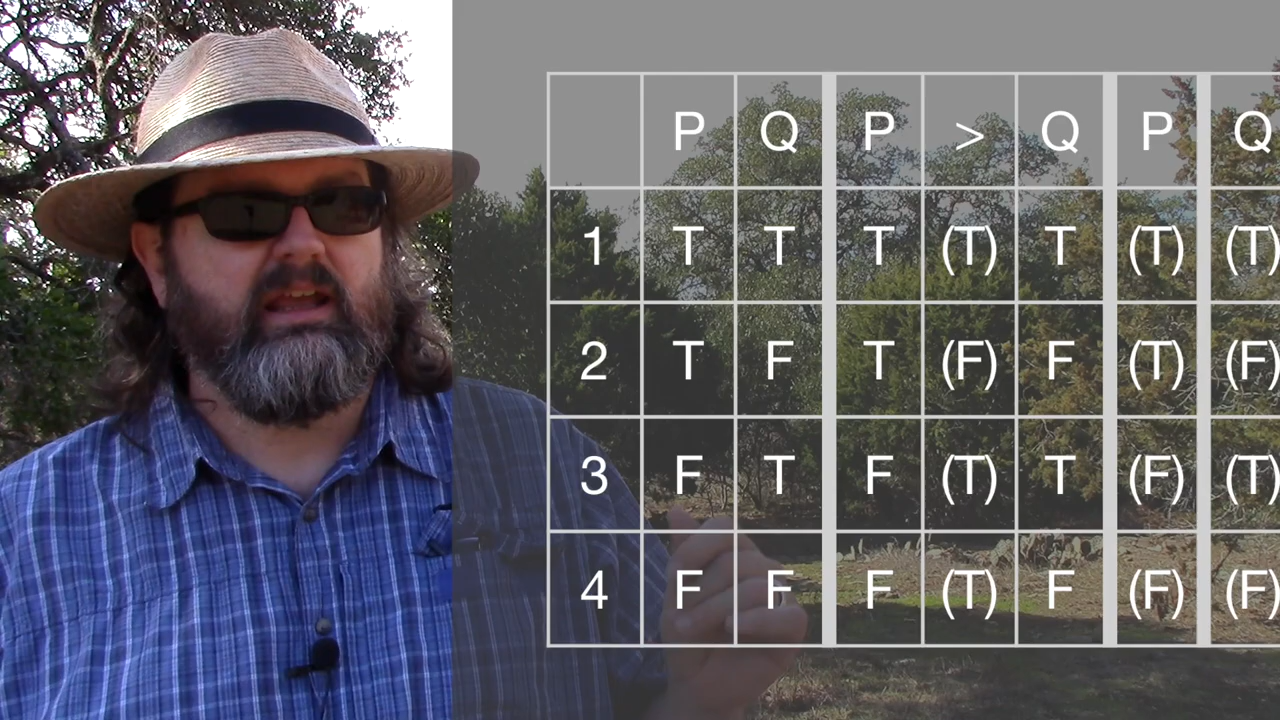 P Q P > Q P Q
1 T T T (T) T (T) (T)
2 T F T (F) F (T) (F)
3 F T F (T) T (F) (T)
4 F F F (T) F (F) (F)